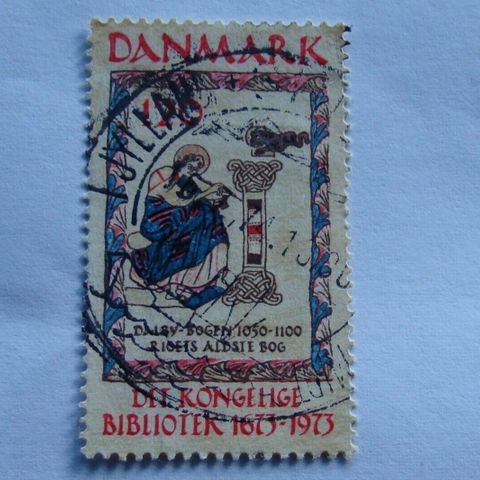 DANMARK
DALBY-BOGEN 1050-1100
RIGETS ÆLDSTE BOG
DET KONGELIGE
BIBLIOTEK 1673-1973